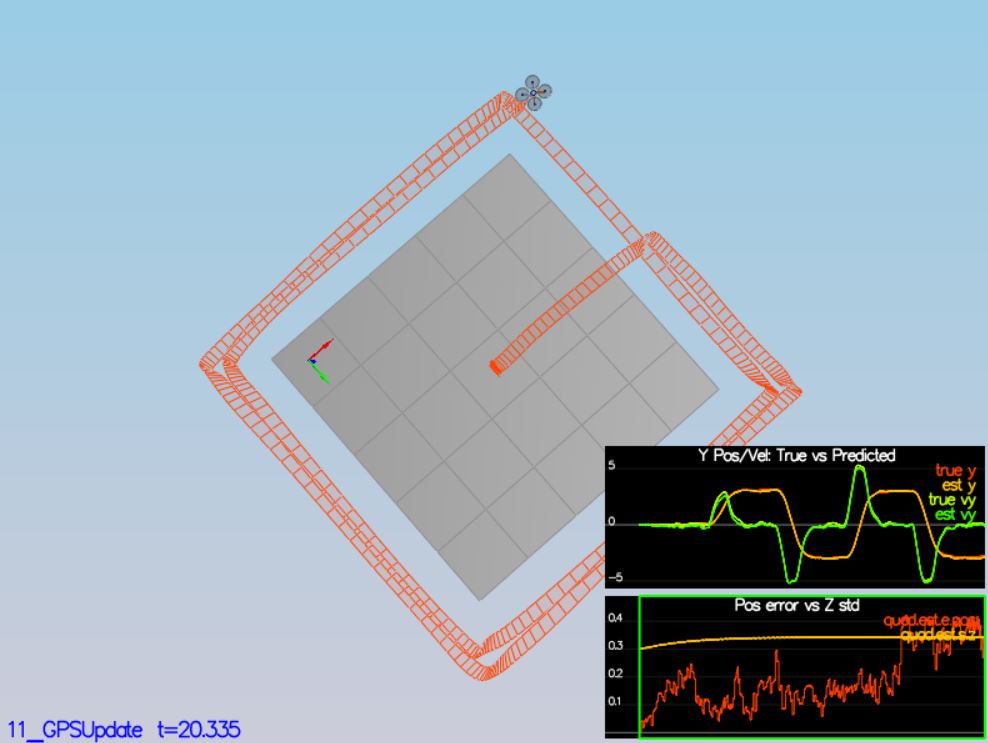 Y Pos/Vel: True vs Predicted
5
true y
est y
true vy
est vy
0
-5
Pos error vs Z std
0.4
quad.est.e.pos
quad.est.s.z
0.3
0.2
0.1
11_GPSUpdate t=20.335